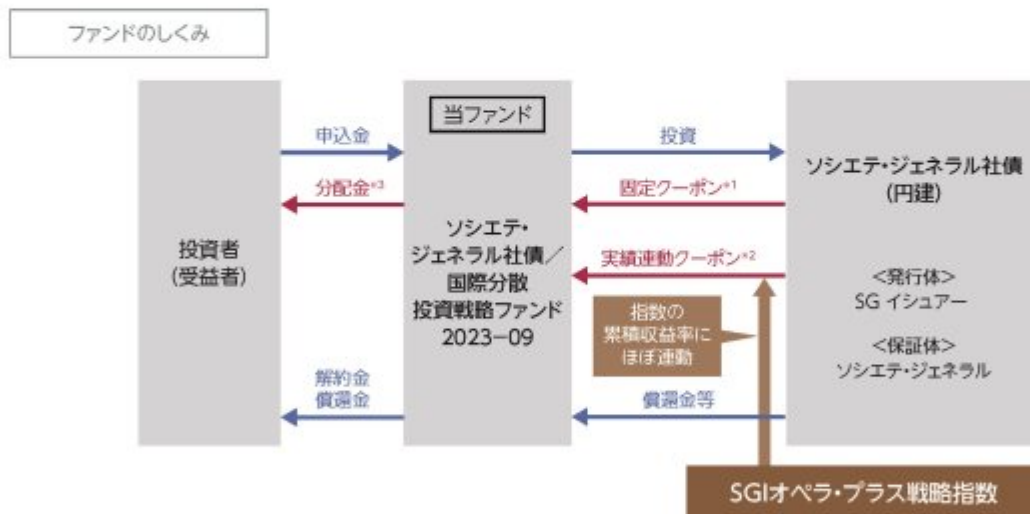 ファンドのしくみ
投資者
(受益者)
申込金
分配金*3
解約金
償還金
当ファンド
ソシエテ・
ジェネラル社債/
国際分散
投資戦略ファンド
2023-09
投資
固定クーポン*1
実績連動クーポン*2
指数の
累積収益率に
ほぼ連動
償還金等
ソシエテ・ジェネラル社債
(円建)
<発行体>
SG イシュアー
<保証体>
ソシエテ・ジェネラル
SGIオペラ・プラス戦略指数